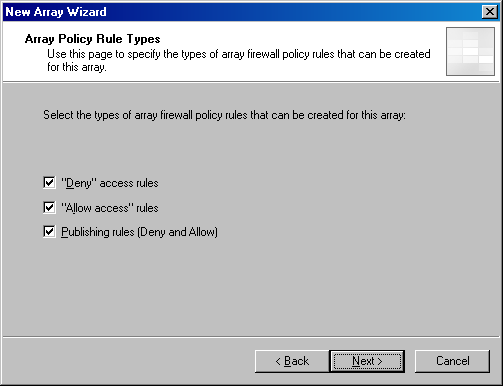 New Array Wizard
Array Policy Rule Types
Use this page to specify the types of array firewall policy rules that can be created
for this array.
Select the types of array firewall policy rules that can be created for this array:
"Deny" access rules
"Allow access" rules
Publishing rules (Deny and Allow)
< Back
Next >
Cancel